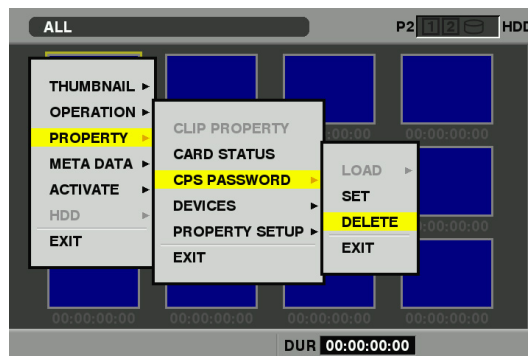 ALL P2 1 2 HDD
THUMBNAIL
OPERATION
PROPERTY
META DATA
ACTIVATE
HDD
EXIT
CLIP PROPERTY
CARD STATUS
CPS PASSWORD
DEVICES
PROPERTY SETUP
EXIT
LOAD
SET
DELETE
EXIT
:00:00 00:00:00:00
:00:00:00
00:00:00:00 00:00:00:00 00:00:00:00 00:00:00:00
DUR 00:00:00:00